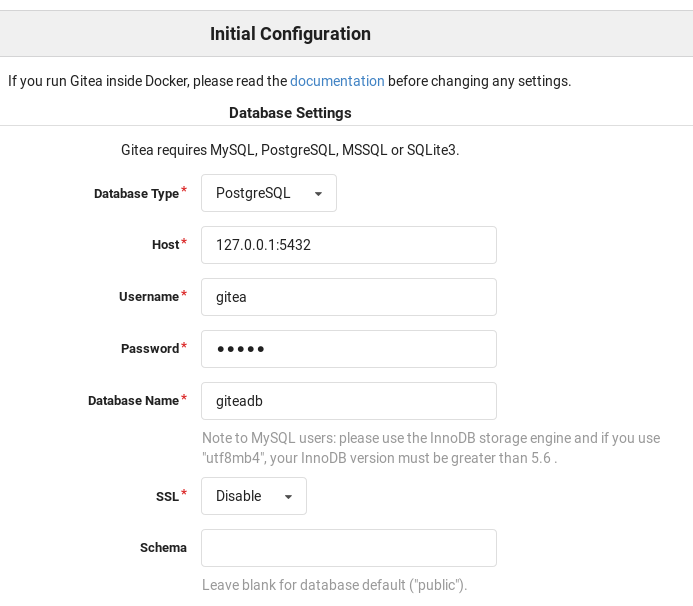 Initial Configuration
If you run Gitea inside Docker, please read the documentation before changing any settings.
Database Settings
Gitea requires MySQL, PostgreSQL, MSSQL or SQLite3.
Database Type* PostgreSQL
Host* 127.0.0.1:5432
Username* gitea
Password* •••••
Database Name* giteadb
Note to MySQL users: please use the InnoDB storage engine and if you use
"utf8mb4", your InnoDB version must be greater than 5.6 .
SSL* Disable
Schema
Leave blank for database default ("public").